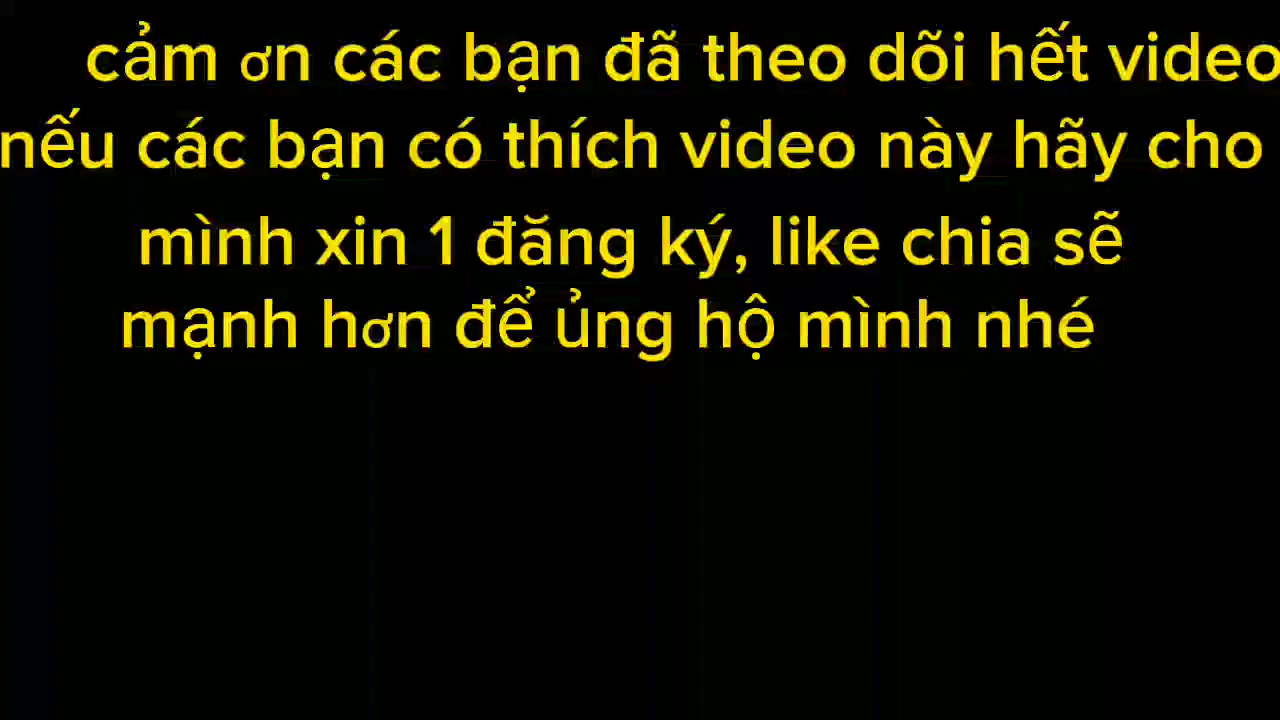 cảm ơn các bạn đã theo dõi hết video
nếu các bạn có thích video này hãy cho
mình xin 1 đăng ký, like chia sẽ
mạnh hơn để ủng hộ mình nhé